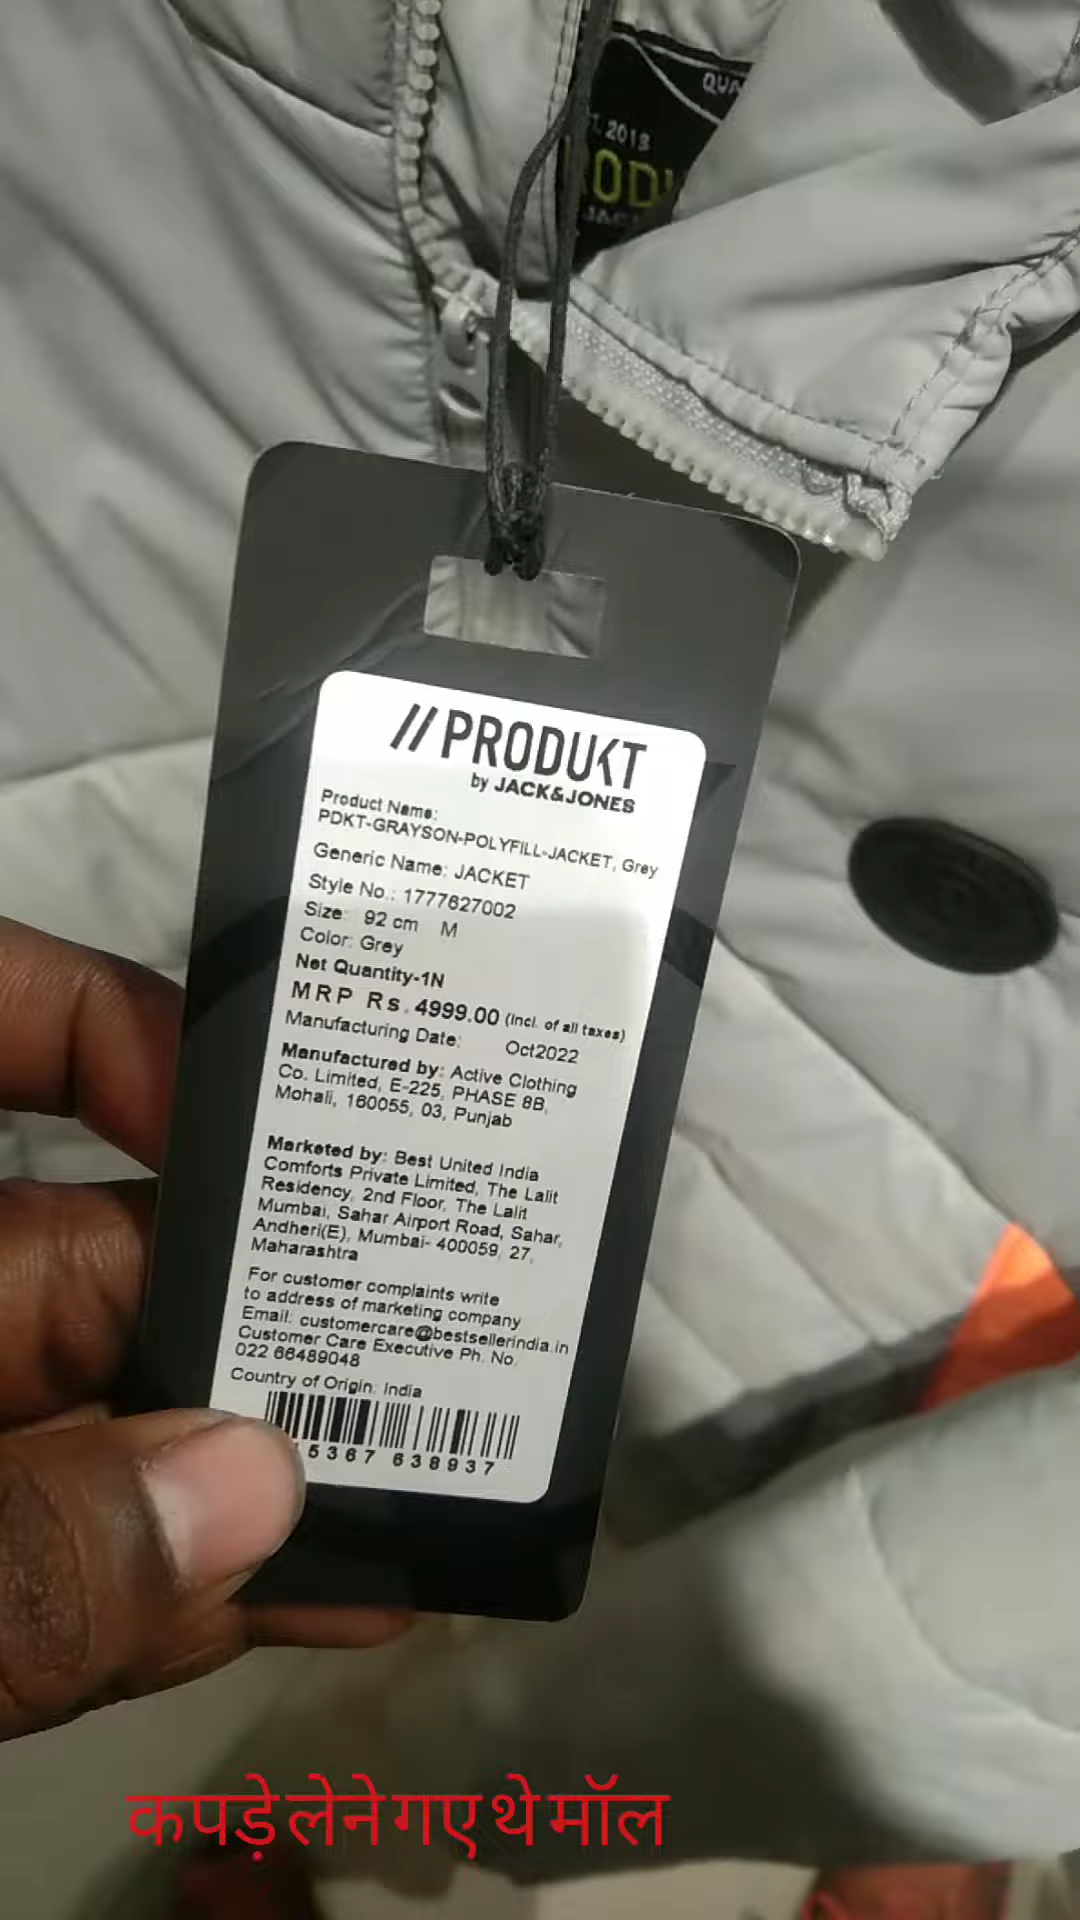 QUA
2013
//PRODUKT
by JACK&JONES
Product Name:
PDKT-GRAYSON-POLYFILL-JACKET, Grey
Generic Name: JACKET
Style No.: 1777627002
Size: 92 cm M
Color: Grey
Net Quantity-1N
MRP Rs.4999.00 (Incl. of all taxes)
Manufacturing Date: Oct2022
Manufactured by: Active Clothing
Co. Limited, E-225, PHASE 8B,
Mohali, 160055, 03, Punjab
Marketed by: Best United India
Comforts Private Limited, The Lalit
Residency, 2nd Floor, The Lalit
Mumbai, Sahar Airport Road, Sahar,
Andheri(E), Mumbai- 400059, 27,
Maharashtra
For customer complaints write
to address of marketing company
Email: customercare@bestsellerindia.in
Customer Care Executive Ph. No.
022 66489048
Country of Origin: India
5367 638937
कपड़े लेने गए थे मॉल